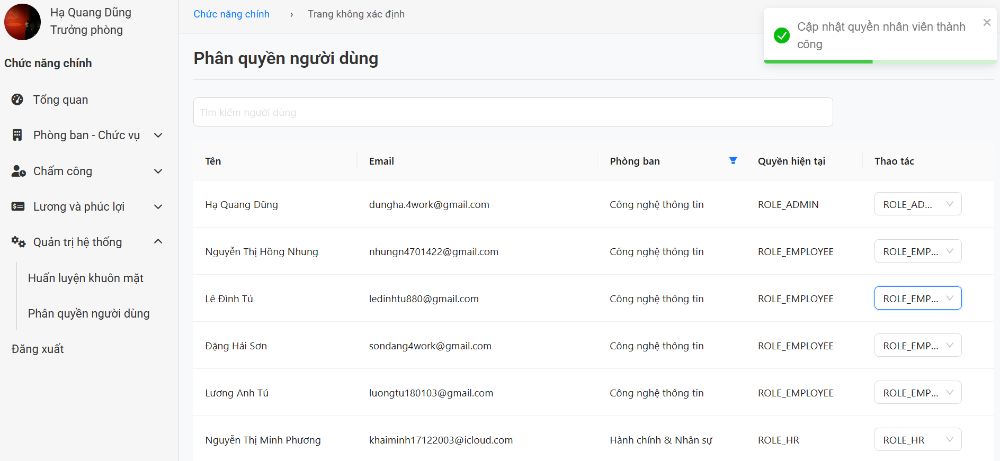 Hạ Quang Dũng
Trưởng phòng
Chức năng chính
Tổng quan
Phòng ban - Chức vụ
Chấm công
Lương và phúc lợi
Quản trị hệ thống
Huấn luyện khuôn mặt
Phân quyền người dùng
Đăng xuất
Chức năng chính › Trang không xác định
Cập nhật quyền nhân viên thành
công
Phân quyền người dùng
Tìm kiếm người dùng
Tên Email Phòng ban Quyền hiện tại Thao tác
Hạ Quang Dũng dungha.4work@gmail.com Công nghệ thông tin ROLE_ADMIN ROLE_AD...
Nguyễn Thị Hồng Nhung nhungn4701422@gmail.com Công nghệ thông tin ROLE_EMPLOYEE ROLE_EMP...
Lê Đình Tú ledinhtu880@gmail.com Công nghệ thông tin ROLE_EMPLOYEE ROLE_EMP...
Đặng Hải Sơn sondang4work@gmail.com Công nghệ thông tin ROLE_EMPLOYEE ROLE_EMP...
Lương Anh Tú luongtu180103@gmail.com Công nghệ thông tin ROLE_EMPLOYEE ROLE_EMP...
Nguyễn Thị Minh Phương khaiminh17122003@icloud.com Hành chính & Nhân sự ROLE_HR ROLE_HR